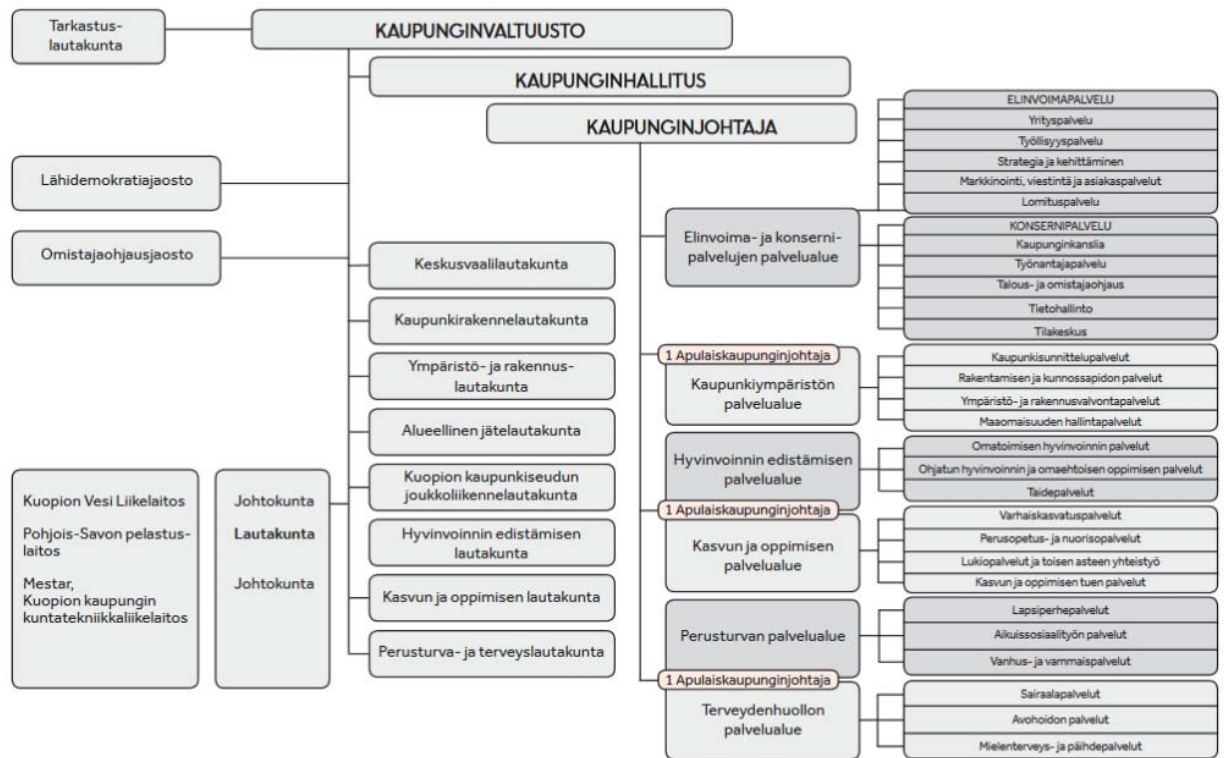 Tarkastus-
lautakunta
KAUPUNGINVALTUUSTO
KAUPUNGINHALLITUS
KAUPUNGINJOHTAJA
Lähidemokratiajaosto
Omistajaohjausjaosto
Keskusvaalilautakunta
Kaupunkirakennelautakunta
Ympäristö- ja rakennus-
lautakunta
Alueellinen jätelautakunta
Kuopion kaupunkiseudun
joukkoliikennelautakunta
Hyvinvoinnin edistämisen
lautakunta
Kasvun ja oppimisen lautakunta
Perusturva- ja terveyslautakunta
Kuopion Vesi Liikelaitos
Pohjois-Savon pelastus-
laitos
Mestar,
Kuopion kaupungin
kuntatekniikkaliikelaitos
Johtokunta
Lautakunta
Johtokunta
Elinvoima- ja konserni-
palvelujen palvelualue
ELINVOIMAPALVELU
Yrityspalvelu
Työllisyyspalvelu
Strategia ja kehittäminen
Markkinointi, viestintä ja asiakaspalvelut
Lomituspalvelu
KONSERNIPALVELU
Kaupunginkanslia
Työnantajapalvelu
Talous- ja omistajaohjaus
Tietohallinto
Tilakeskus
1 Apulaiskaupunginjohtaja
Kaupunkiympäristön
palvelualue
Kaupunkisunnittelupalvelut
Rakentamisen ja kunnossapidon palvelut
Ympäristö- ja rakennusvalvontapalvelut
Maaomaisuuden hallintapalvelut
Hyvinvoinnin edistämisen
palvelualue
Omatoimisen hyvinvoinnin palvelut
Ohjatun hyvinvoinnin ja omaehtoisen oppimisen palvelut
Taidepalvelut
1 Apulaiskaupunginjohtaja
Kasvun ja oppimisen
palvelualue
Varhaiskasvatuspalvelut
Perusopetus- ja nuorisopalvelut
Lukiopalvelut ja toisen asteen yhteistyö
Kasvun ja oppimisen tuen palvelut
Perusturvan palvelualue
Lapsiperhepalvelut
Aikuissosiaalityön palvelut
Vanhus- ja vammaispalvelut
1 Apulaiskaupunginjohtaja
Terveydenhuollon
palvelualue
Sairaalapalvelut
Avohoidon palvelut
Mielenterveys- ja päihdepalvelut